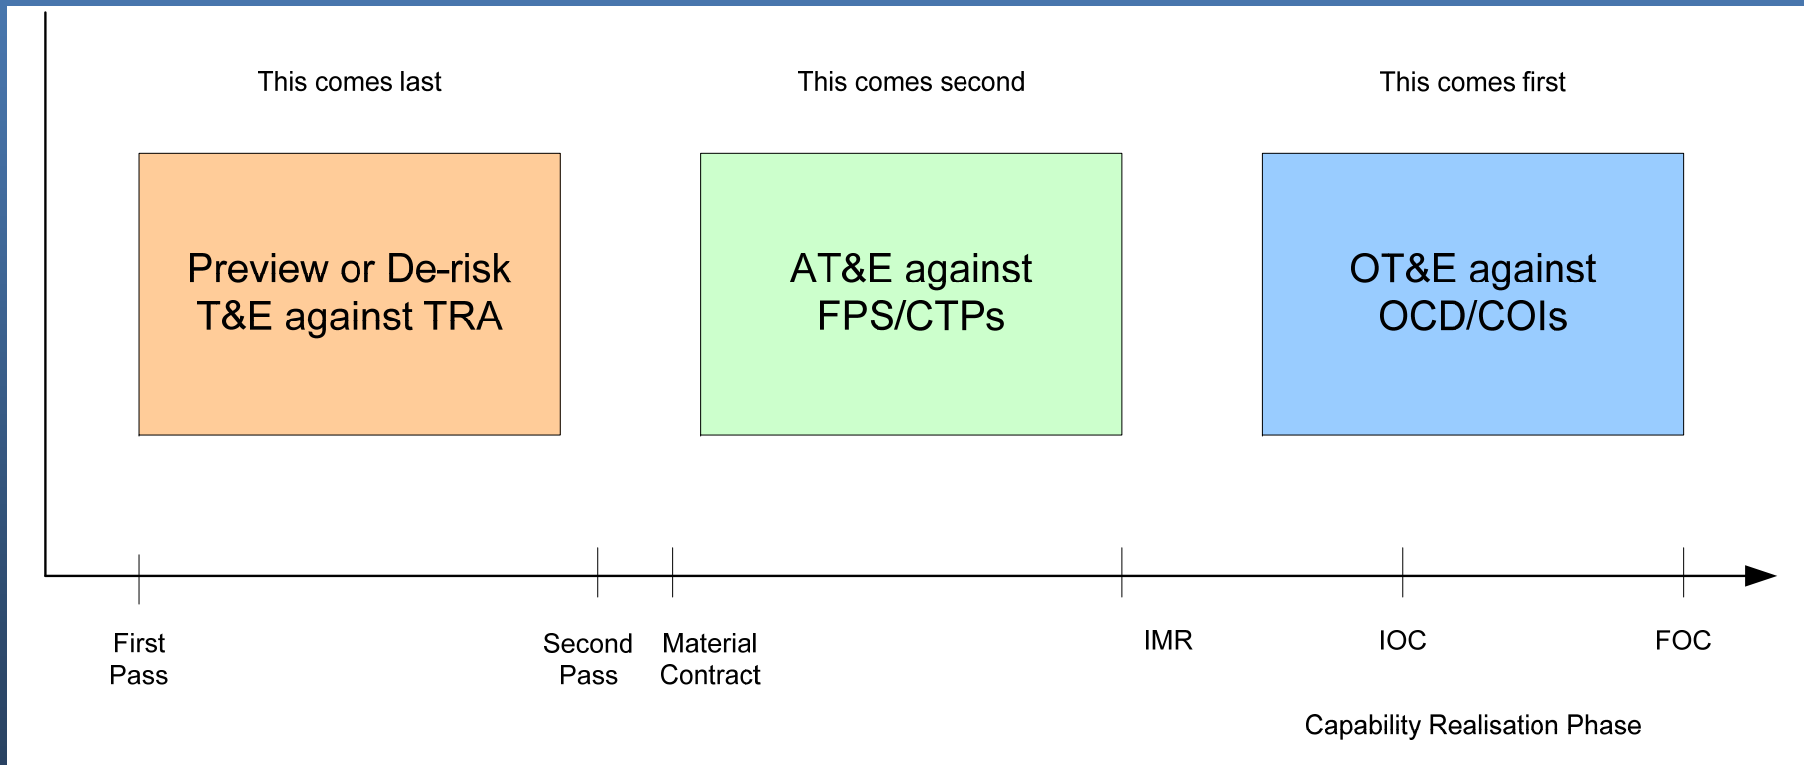 This comes last
This comes second
This comes first
Preview or De-risk
T&E against TRA
AT&E against
FPS/CTPs
OT&E against
OCD/COIs
First
Pass
Second
Pass
Material
Contract
IMR
IOC
FOC
Capability Realisation Phase